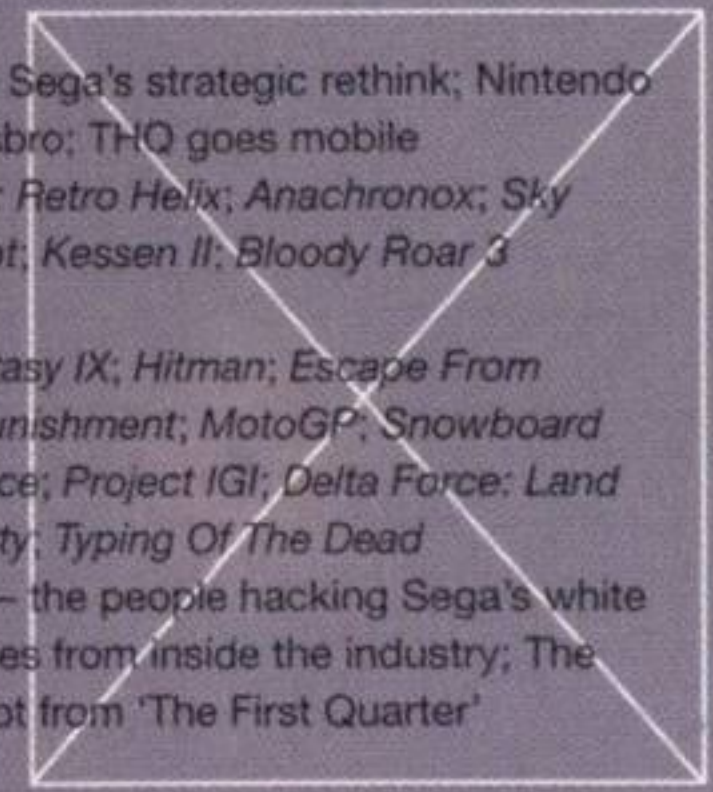 Sega's strategic rethink; Nintendo
bro; THQ goes mobile
Retro Helix; Anachronox; Sky
t; Kessen II; Bloody Roar 3
asy IX; Hitman; Escape From
unishment; MotoGP; Snowboard
ce; Project IGI; Delta Force: Land
ty; Typing Of The Dead
– the people hacking Sega's white
es from inside the industry; The
pt from 'The First Quarter'